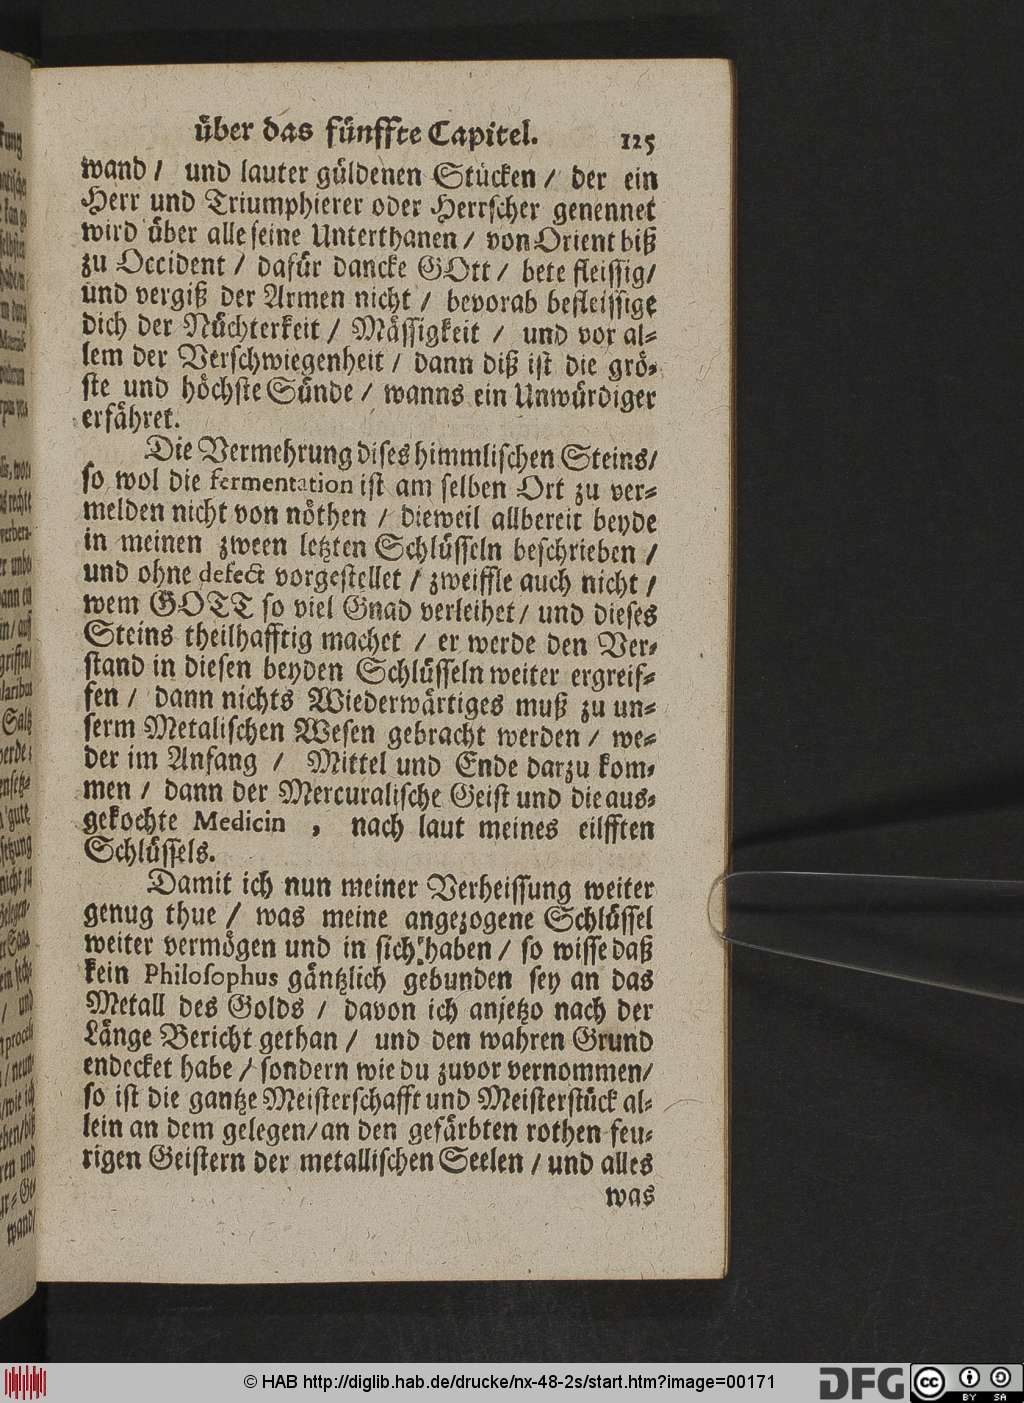 über das fünffte Capitel. 125
wand / und lauter güldenen Stücken / der ein
Herr und Triumphierer oder Herrscher genennet
wird über alle seine Unterthanen / von Orient biß
zu Occident / dafür dancke GOtt / bete fleissig /
und vergiß der Armen nicht / bevorab befleissige
dich der Nüchterkeit / Mässigkeit / und vor al-
lem der Verschwiegenheit / dann diß ist die grö-
ste und höchste Sünde / wanns ein Unwürdiger
erfähret.
Die Vermehrung dises himmlischen Steins /
so wol die fermentation ist am selben Ort zu ver-
melden nicht von nöthen / dieweil allbereit beyde
in meinen zween letzten Schlüsseln beschrieben /
und ohne defect vorgestellet / zweiffle auch nicht /
wem GOTT so viel Gnad verleihet / und dieses
Steins theilhafftig machet / er werde den Ver-
stand in diesen beyden Schlüsseln weiter ergreif-
fen / dann nichts Wiederwärtiges muß zu un-
serm Metalischen Wesen gebracht werden / we-
der im Anfang / Mittel und Ende darzu kom-
men / dann der Mercuralische Geist und die aus-
gekochte Medicin , nach laut meines eilfften
Schlüssels.
Damit ich nun meiner Verheissung weiter
genug thue / was meine angezogene Schlüssel
weiter vermögen und in sich haben / so wisse daß
kein Philosophus gäntzlich gebunden sey an das
Metall des Golds / davon ich anjetzo nach der
Länge Bericht gethan / und den wahren Grund
endecket habe / sondern wie du zuvor vernommen /
so ist die gantze Meisterschafft und Meisterstück al-
lein an dem gelegen / an den gefärbten rothen feu-
rigen Geistern der metallischen Seelen / und alles
was
© HAB http://diglib.hab.de/drucke/nx-48-2s/start.htm?image=00171
DFG
cc BY SA